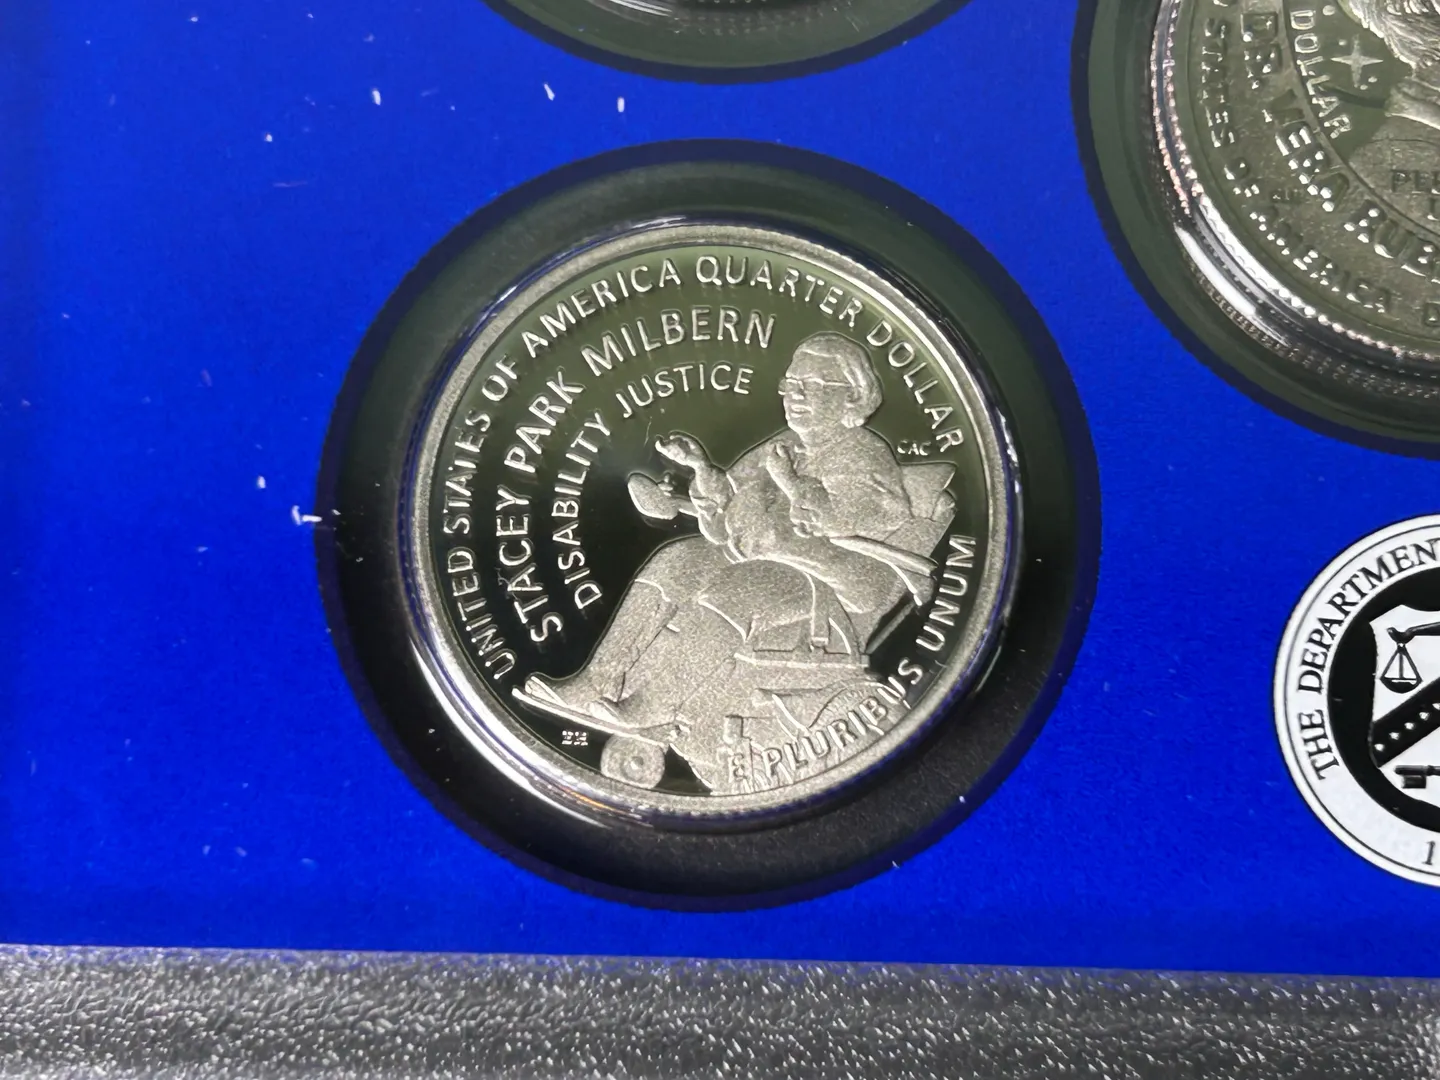 UNITED STATES OF AMERICA QUARTER DOLLAR
STACEY PARK MILBERN
DISABILITY JUSTICE
CAC
E PLURIBUS UNUM
DOLLAR
DR. VERA RUB
STATES OF AMERICA
THE DEPARTMENT
1